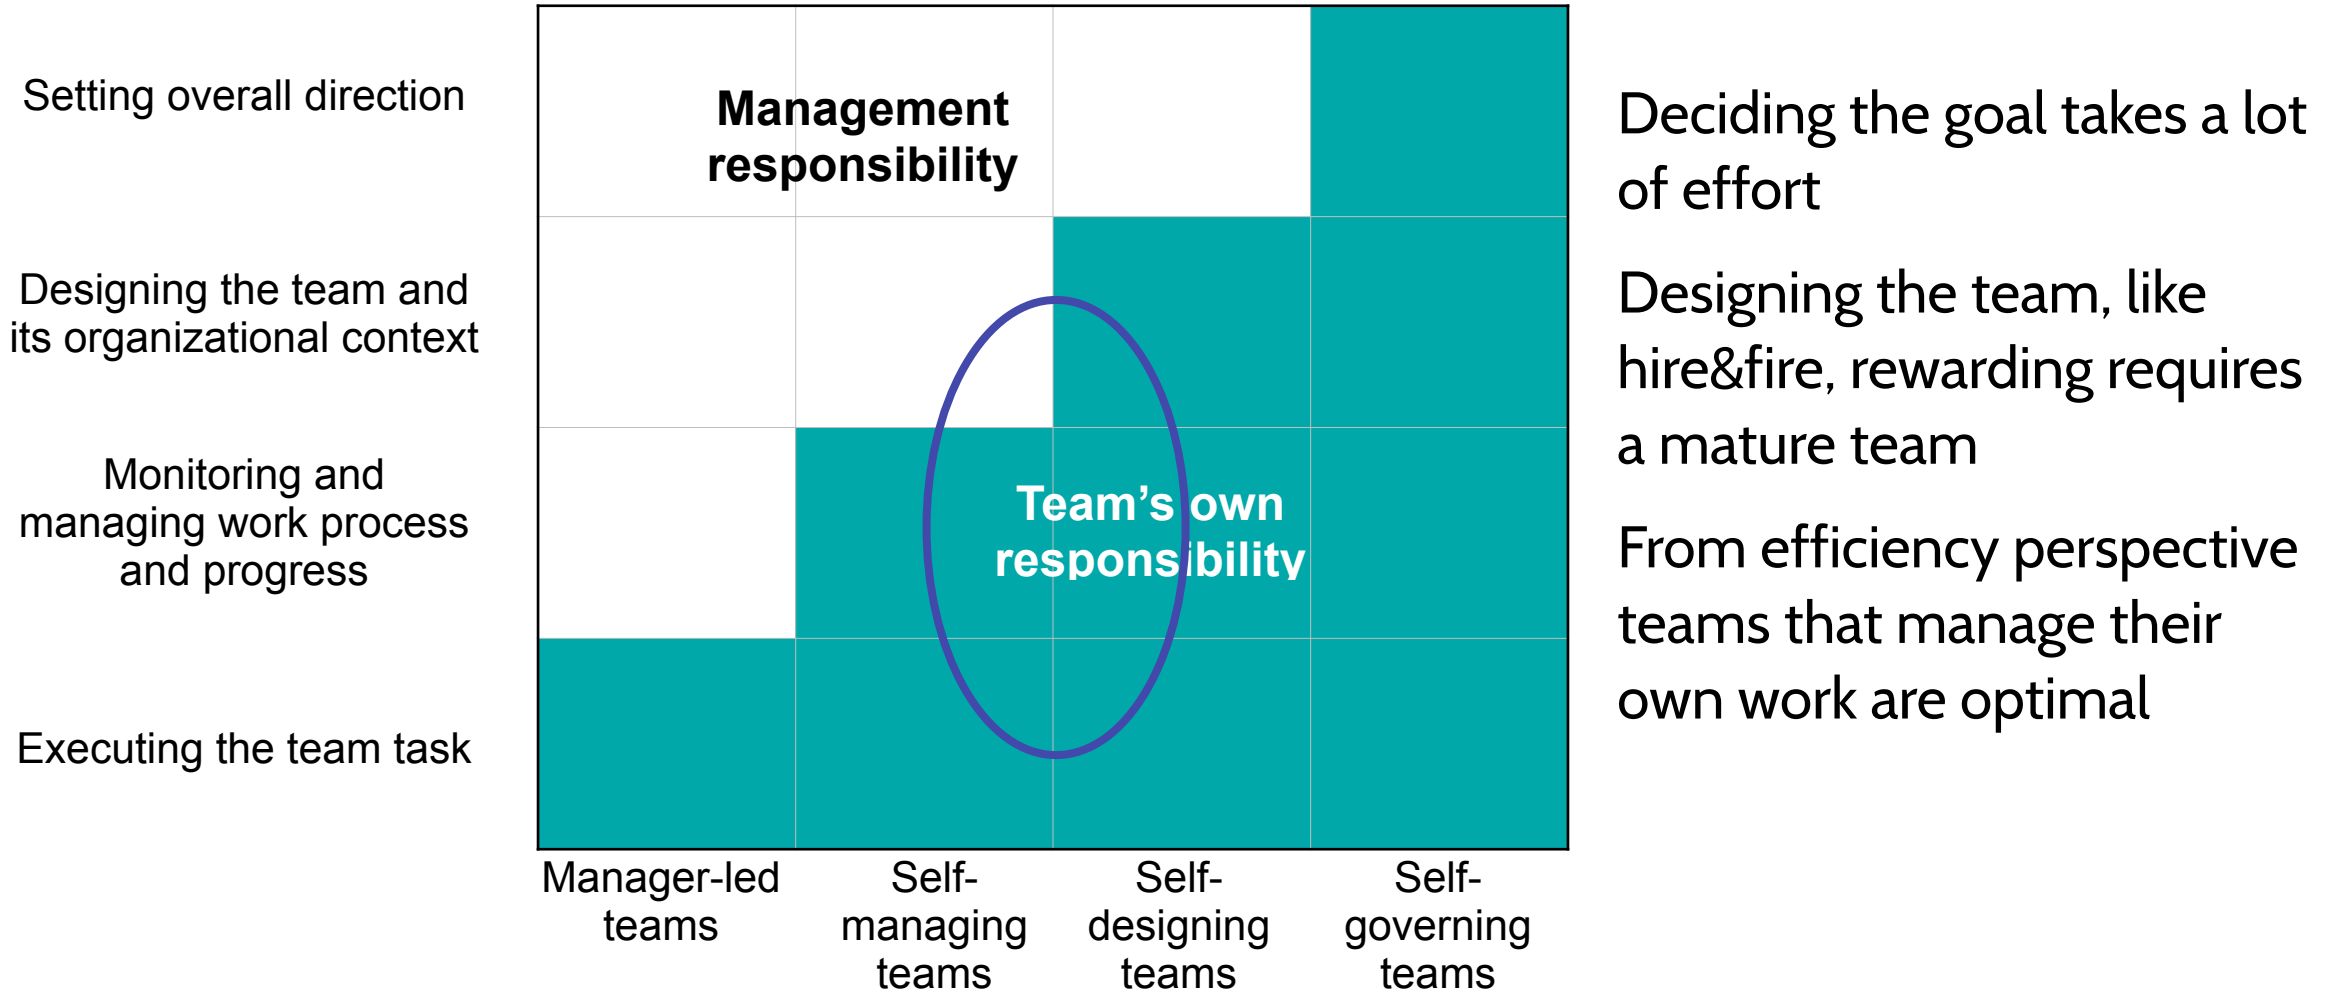 Setting overall direction
Designing the team and
its organizational context
Monitoring and
managing work process
and progress
Executing the team task
Management
responsibility
Team’s own
responsibility
Manager-led
teams
Self-
managing
teams
Self-
designing
teams
Self-
governing
teams
Deciding the goal takes a lot
of effort
Designing the team, like
hire&fire, rewarding requires
a mature team
From efficiency perspective
teams that manage their
own work are optimal